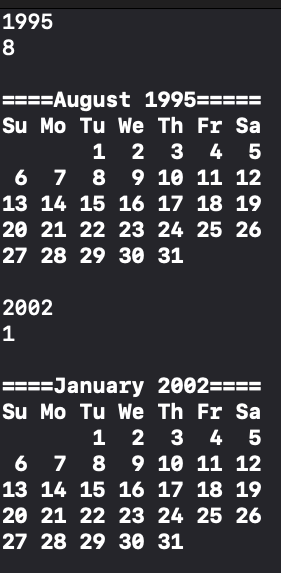 1995
8
====August 1995=====
Su Mo Tu We Th Fr Sa
       1  2  3  4  5
 6  7  8  9 10 11 12
13 14 15 16 17 18 19
20 21 22 23 24 25 26
27 28 29 30 31
2002
1
====January 2002====
Su Mo Tu We Th Fr Sa
       1  2  3  4  5
 6  7  8  9 10 11 12
13 14 15 16 17 18 19
20 21 22 23 24 25 26
27 28 29 30 31